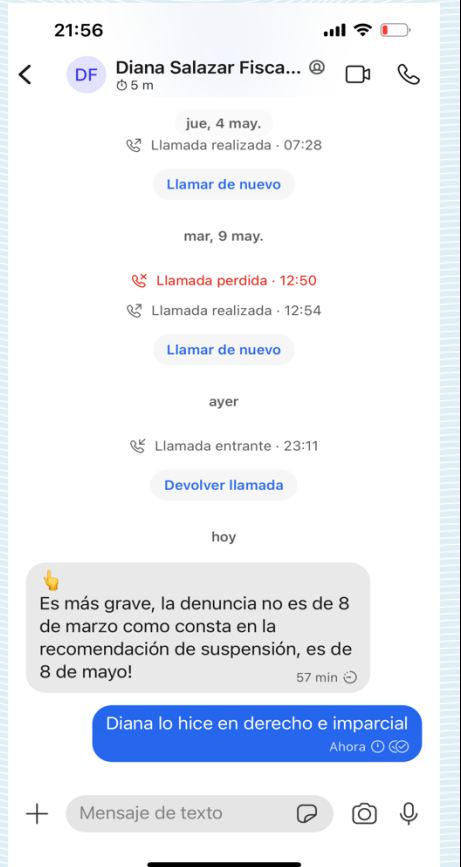 21:56
DF
Diana Salazar Fisca...
5 m
jue, 4 may.
Llamada realizada · 07:28
Llamar de nuevo
mar, 9 may.
Llamada perdida · 12:50
Llamada realizada · 12:54
Llamar de nuevo
ayer
Llamada entrante · 23:11
Devolver llamada
hoy
👆
Es más grave, la denuncia no es de 8
de marzo como consta en la
recomendación de suspensión, es de
8 de mayo!
57 min
Diana lo hice en derecho e imparcial
Ahora
Mensaje de texto